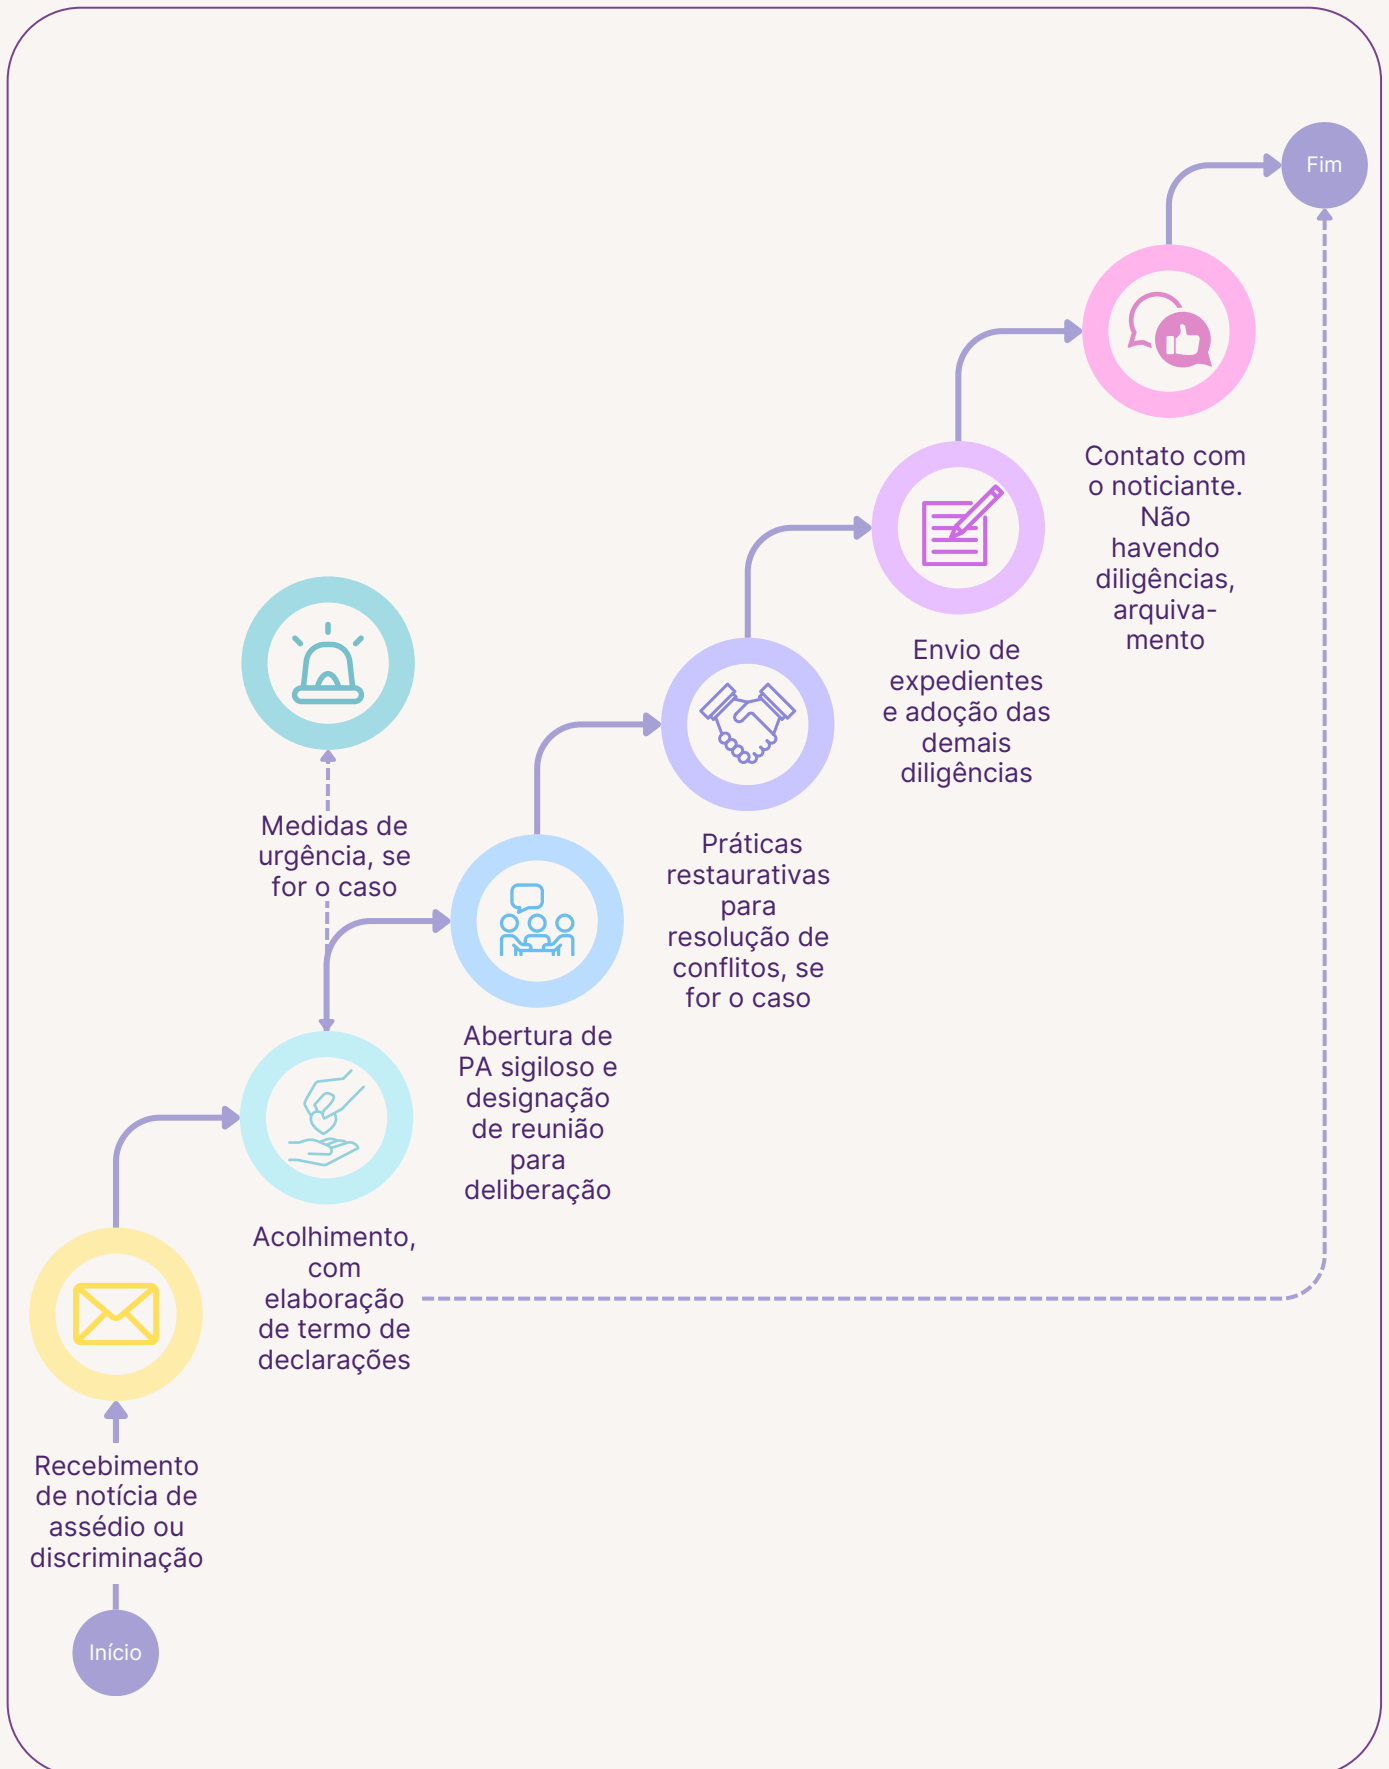 Fim
Contato com
o noticiante.
Não
havendo
diligências,
arquiva-
mento
Envio de
expedientes
e adoção das
demais
diligências
Práticas
restaurativas
para
resolução de
conflitos, se
for o caso
Medidas de
urgência, se
for o caso
Abertura de
PA sigiloso e
designação
de reunião
para
deliberação
Acolhimento,
com
elaboração
de termo de
declarações
Recebimento
de notícia de
assédio ou
discriminação
Início